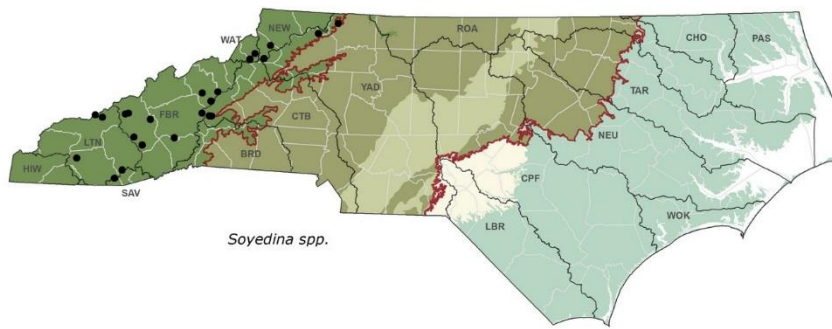 NEW
ROA
WAT
CHO
PAS
YAD
TAR
FBR
CTB
LTN
NEU
BRD
HIW
CPF
SAV
WOK
LBR
Soyedina spp.